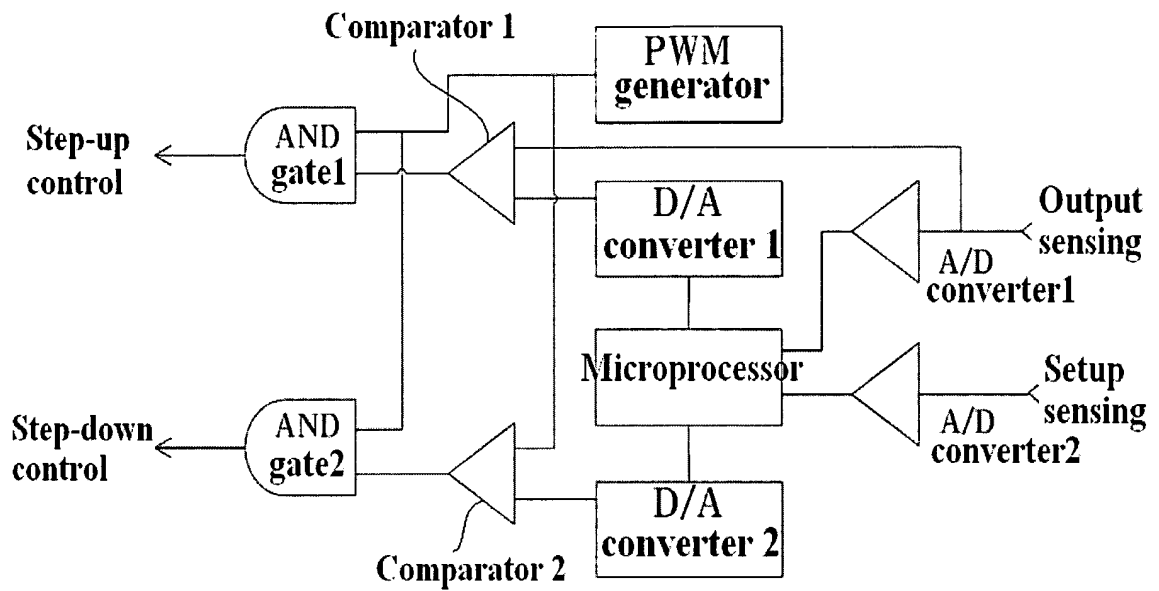 Comparator 1
PWM
generator
Step-up
control
AND
gate1
D/A
converter 1
Output
sensing
A/D
converter1
Microprocessor
Setup
sensing
A/D
converter2
Step-down
control
AND
gate2
D/A
converter 2
Comparator 2